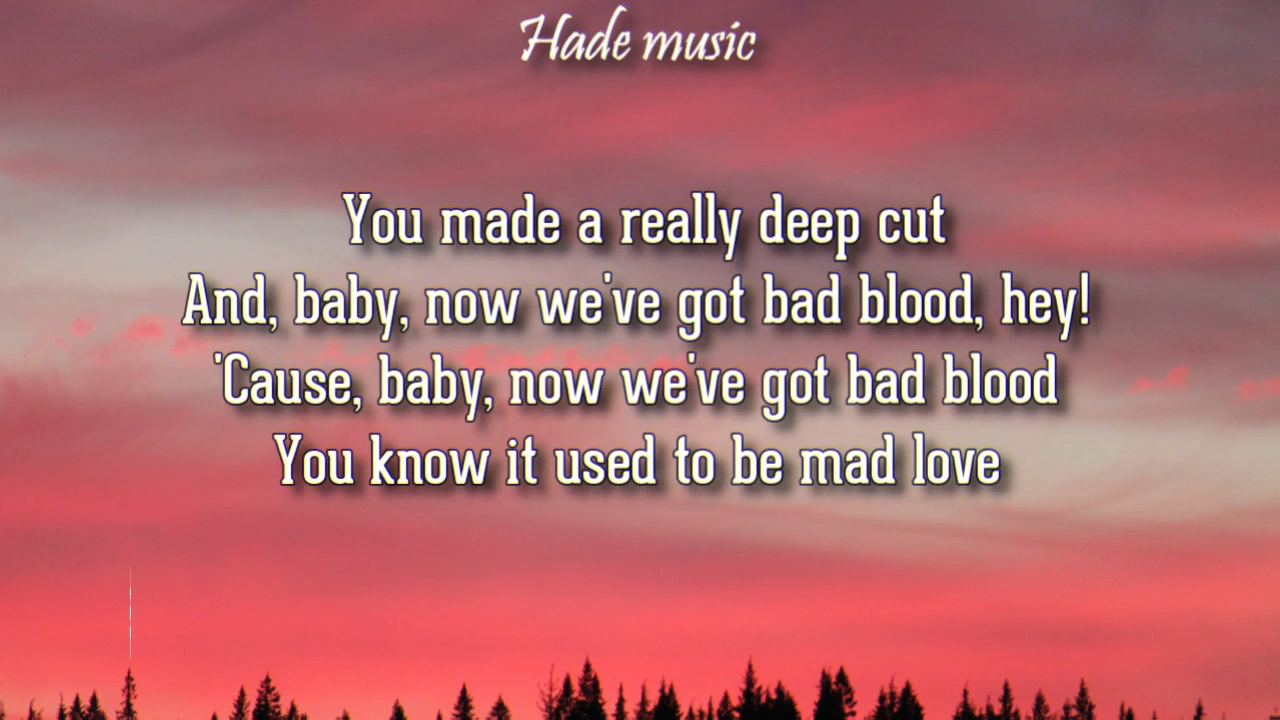 Hade music
You made a really deep cut
And, baby, now we've got bad blood, hey!
'Cause, baby, now we've got bad blood
You know it used to be mad love